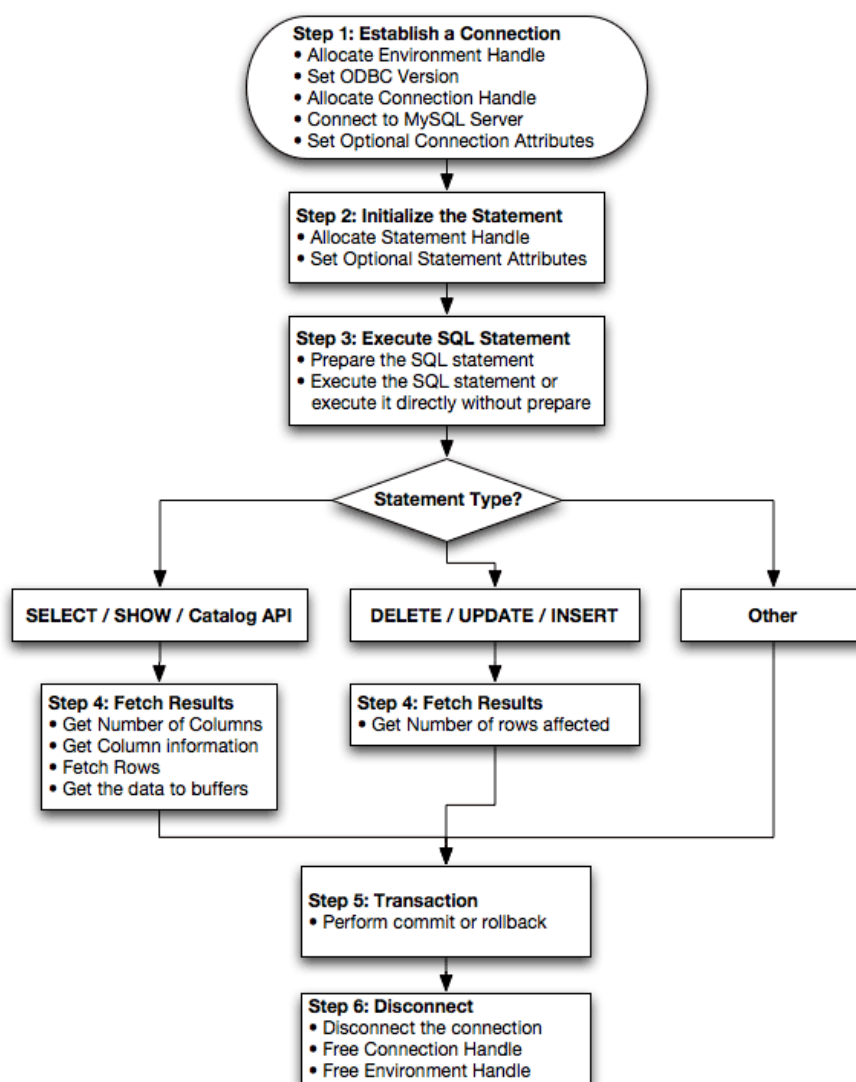 Step 1: Establish a Connection
• Allocate Environment Handle
• Set ODBC Version
• Allocate Connection Handle
• Connect to MySQL Server
• Set Optional Connection Attributes
Step 2: Initialize the Statement
• Allocate Statement Handle
• Set Optional Statement Attributes
Step 3: Execute SQL Statement
• Prepare the SQL statement
• Execute the SQL statement or
execute it directly without prepare
Statement Type?
SELECT / SHOW / Catalog API
DELETE / UPDATE / INSERT
Other
Step 4: Fetch Results
• Get Number of Columns
• Get Column information
• Fetch Rows
• Get the data to buffers
Step 4: Fetch Results
• Get Number of rows affected
Step 5: Transaction
• Perform commit or rollback
Step 6: Disconnect
• Disconnect the connection
• Free Connection Handle
• Free Environment Handle